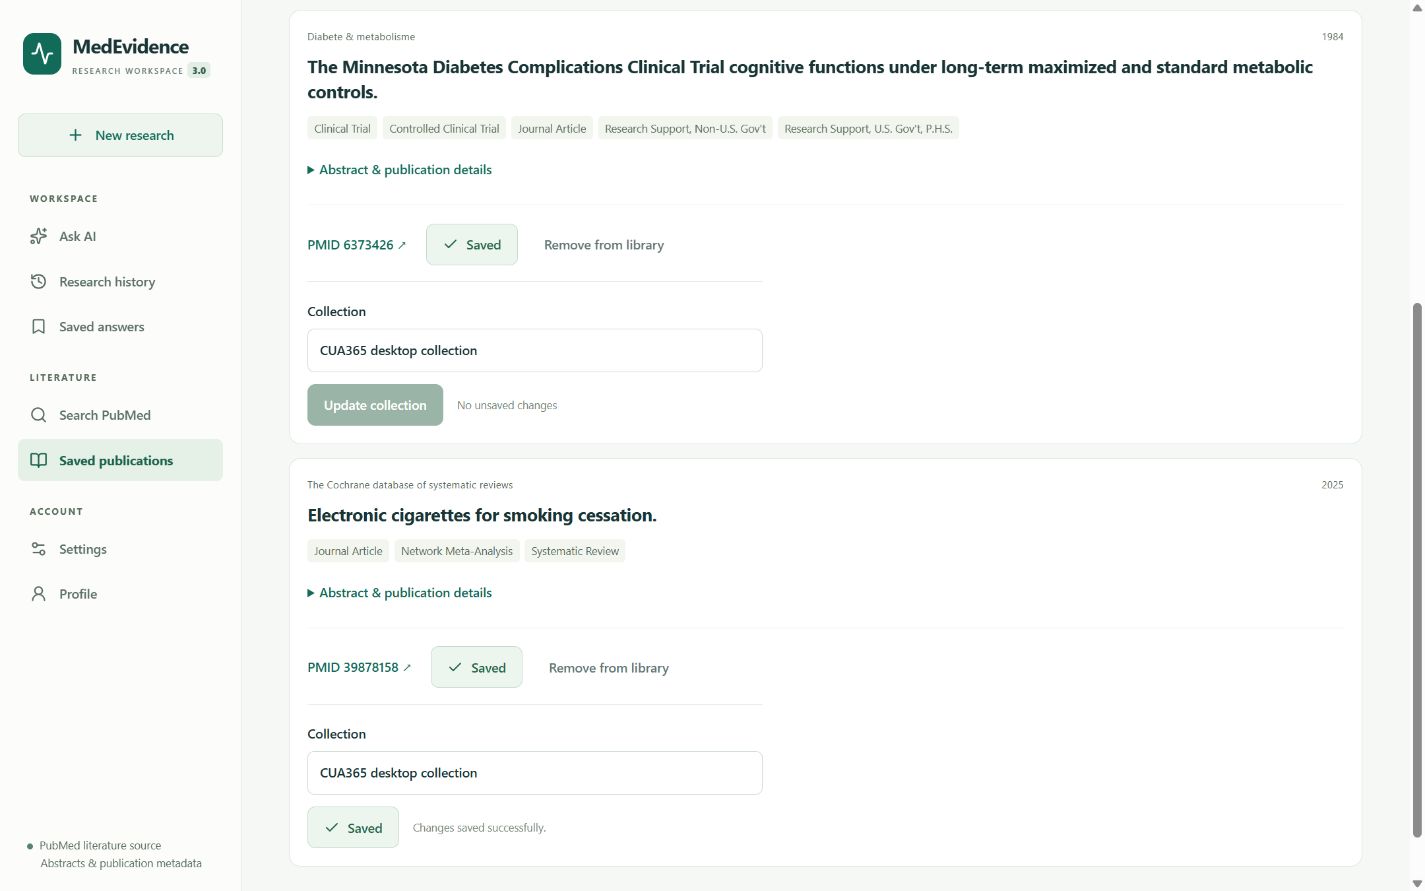 MedEvidence
RESEARCH WORKSPACE 3.0
+ New research
WORKSPACE
Ask AI
Research history
Saved answers
LITERATURE
Search PubMed
Saved publications
ACCOUNT
Settings
Profile
PubMed literature source
Abstracts & publication metadata
Diabete & metabolisme 1984
The Minnesota Diabetes Complications Clinical Trial cognitive functions under long-term maximized and standard metabolic
controls.
Clinical Trial Controlled Clinical Trial Journal Article Research Support, Non-U.S. Gov't Research Support, U.S. Gov't, P.H.S.
Abstract & publication details
PMID 6373426 ↗ Saved Remove from library
Collection
CUA365 desktop collection
Update collection No unsaved changes
The Cochrane database of systematic reviews 2025
Electronic cigarettes for smoking cessation.
Journal Article Network Meta-Analysis Systematic Review
Abstract & publication details
PMID 39878158 ↗ Saved Remove from library
Collection
CUA365 desktop collection
Saved Changes saved successfully.